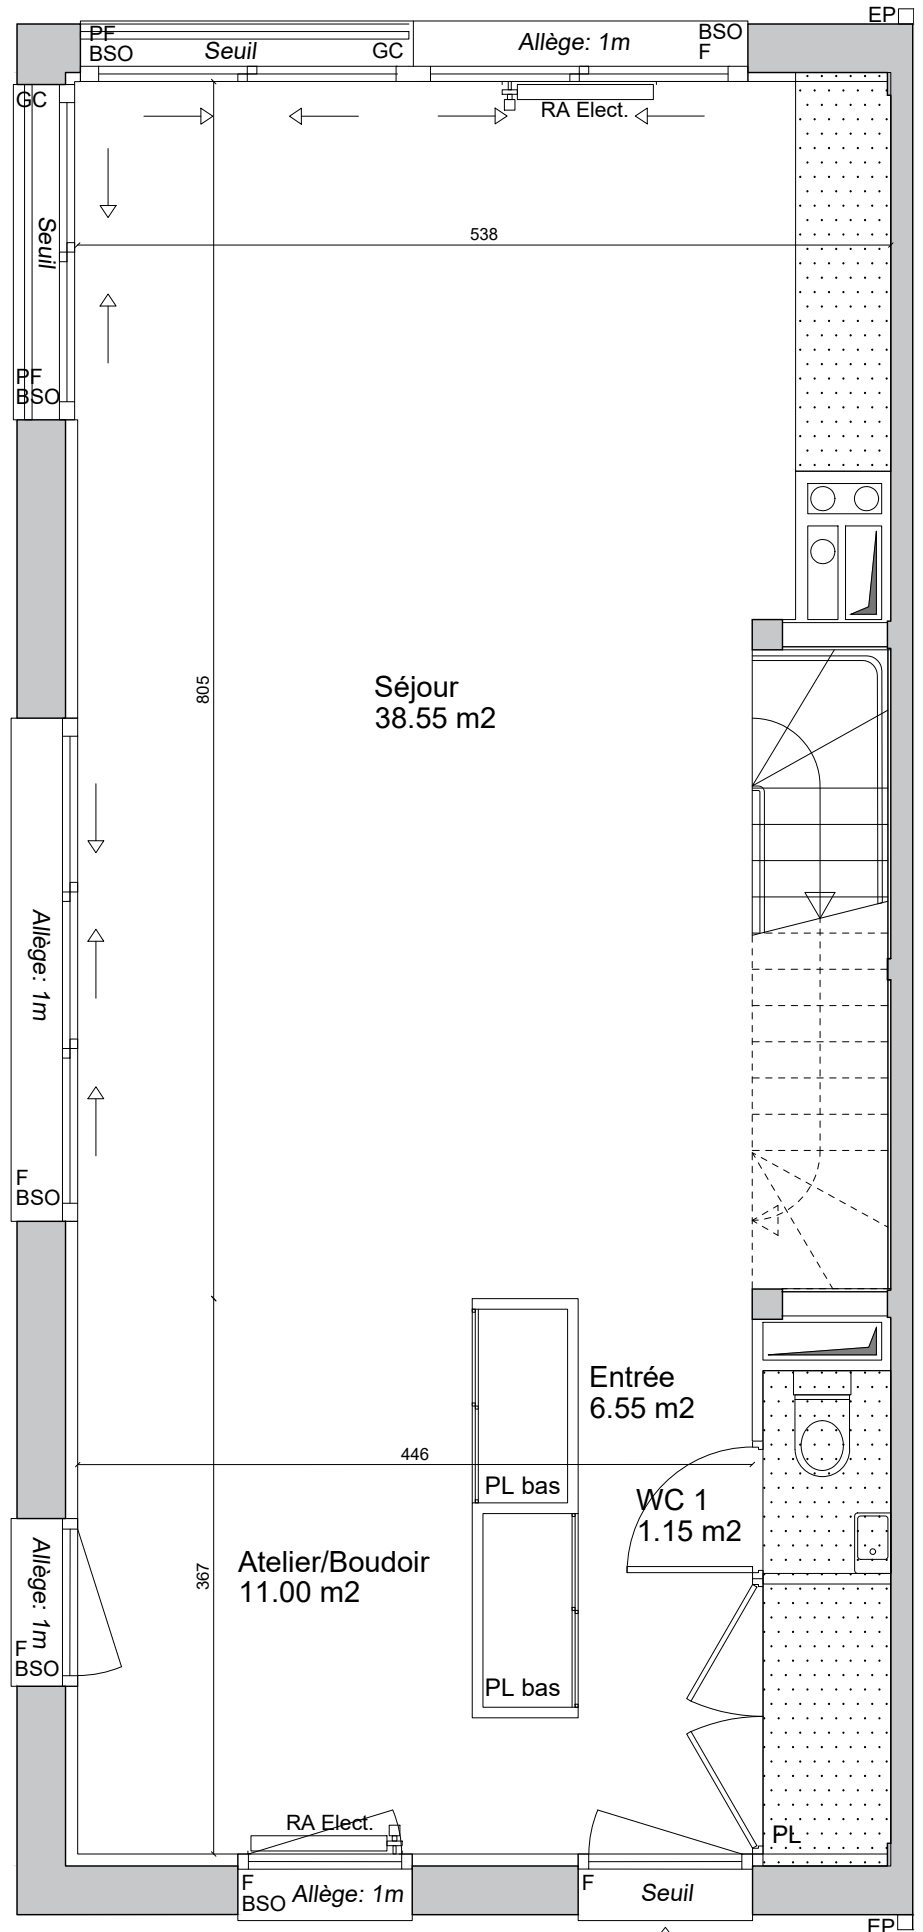 EP
PF
BSO
Seuil
GC
Allège: 1m
BSO
F
GC
RA Elect.
Seuil
538
PF
BSO
805
Séjour
38.55 m2
Allège: 1m
F
BSO
Entrée
6.55 m2
446
PL bas
WC 1
1.15 m2
Allège: 1m
F
BSO
367
Atelier/Boudoir
11.00 m2
PL bas
RA Elect.
PL
F
BSO
Allège: 1m
F
Seuil
EP